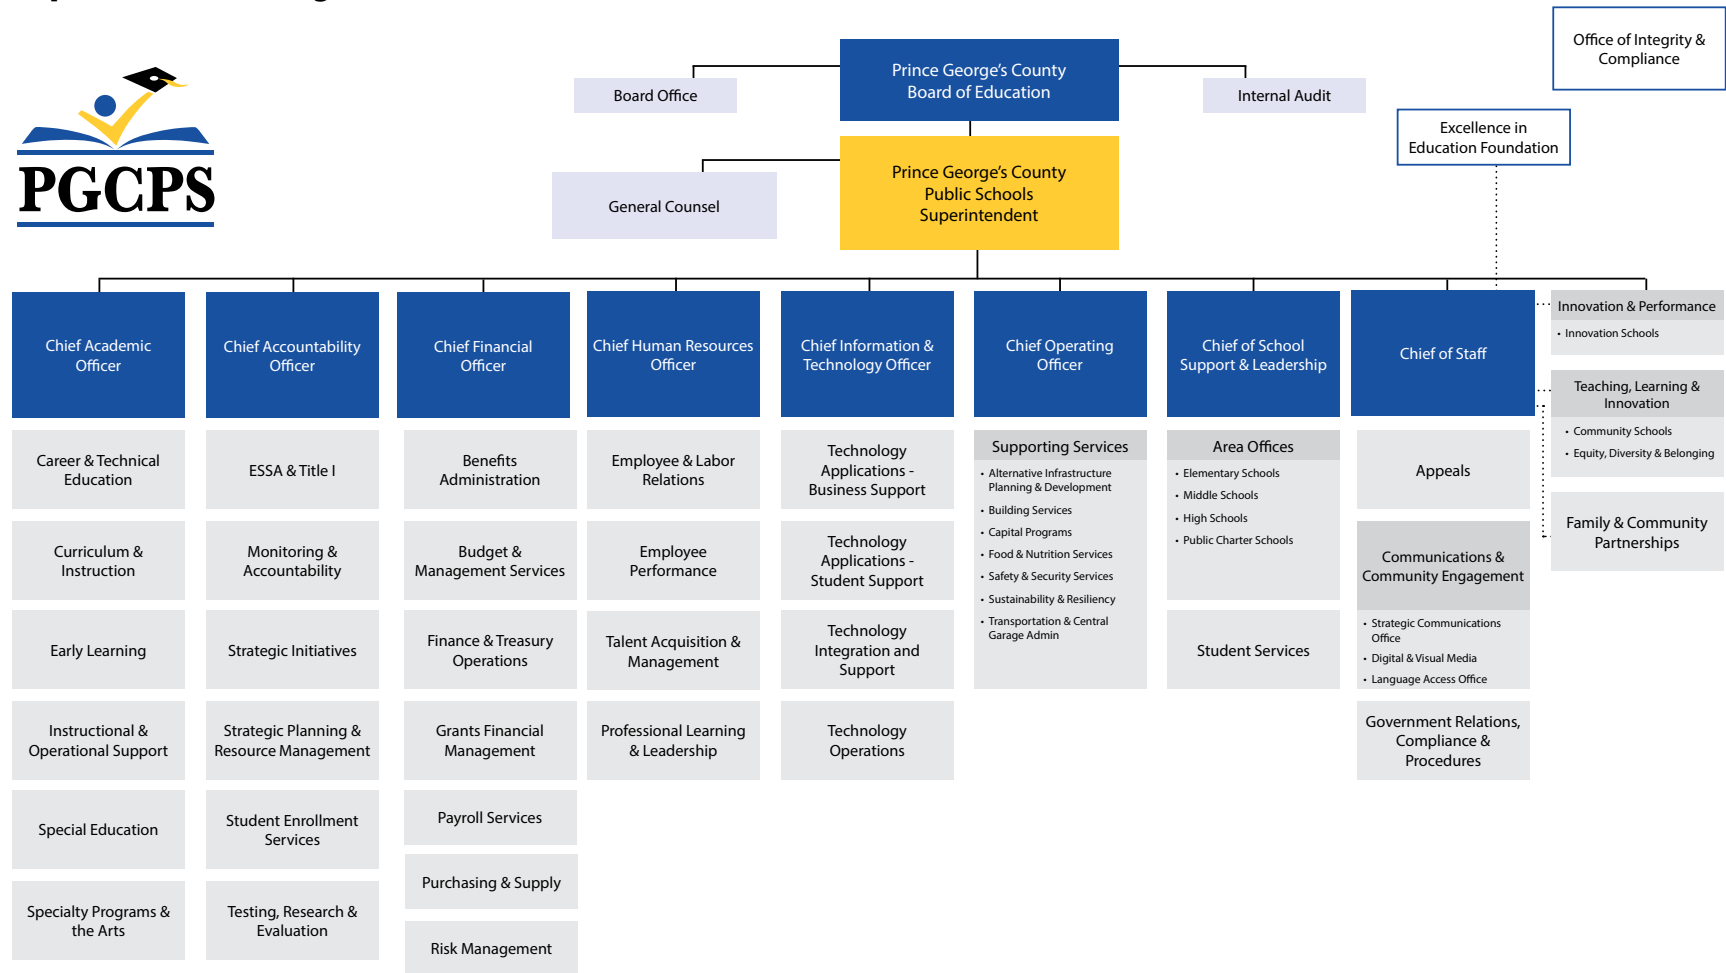 Office of Integrity &
Compliance
Prince George's County
Board of Education
Board Office
Internal Audit
Excellence in
Education Foundation
PGCPS
Prince George's County
Public Schools
Superintendent
General Counsel
Chief Academic
Officer
Career & Technical
Education
Curriculum &
Instruction
Early Learning
Instructional &
Operational Support
Special Education
Specialty Programs &
the Arts
Chief Accountability
Officer
ESSA & Title I
Monitoring &
Accountability
Strategic Initiatives
Strategic Planning &
Resource Management
Student Enrollment
Services
Testing, Research &
Evaluation
Chief Financial
Officer
Benefits
Administration
Budget &
Management Services
Finance & Treasury
Operations
Grants Financial
Management
Payroll Services
Purchasing & Supply
Risk Management
Chief Human Resources
Officer
Employee & Labor
Relations
Employee
Performance
Talent Acquisition &
Management
Professional Learning
& Leadership
Chief Information &
Technology Officer
Technology
Applications -
Business Support
Technology
Applications -
Student Support
Technology
Integration and
Support
Technology
Operations
Chief Operating
Officer
Supporting Services
• Alternative Infrastructure
Planning & Development
• Building Services
• Capital Programs
• Food & Nutrition Services
• Safety & Security Services
• Sustainability & Resiliency
• Transportation & Central
Garage Admin
Chief of School
Support & Leadership
Area Offices
• Elementary Schools
• Middle Schools
• High Schools
• Public Charter Schools
Student Services
Chief of Staff
Appeals
Communications &
Community Engagement
• Strategic Communications
Office
• Digital & Visual Media
• Language Access Office
Government Relations,
Compliance &
Procedures
Innovation & Performance
• Innovation Schools
Teaching, Learning &
Innovation
• Community Schools
• Equity, Diversity & Belonging
Family & Community
Partnerships